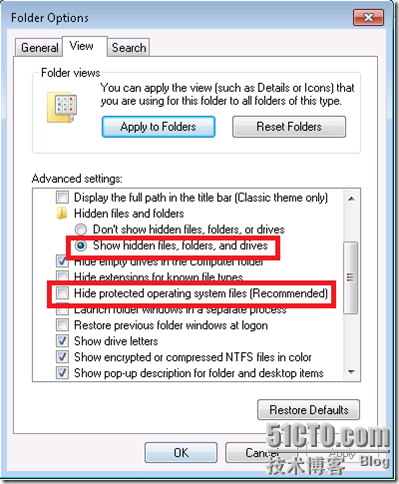 Folder Options
General View Search
Folder views
You can apply the view (such as Details or Icons) that
you are using for this folder to all folders of this type.
Apply to Folders Reset Folders
Advanced settings:
Display the full path in the title bar (Classic theme only)
Hidden files and folders
Don't show hidden files, folders, or drives
Show hidden files, folders, and drives
Hide empty drives in the Computer folder
Hide extensions for known file types
Hide protected operating system files (Recommended)
Launch folder windows in a separate process
Restore previous folder windows at logon
Show drive letters
Show encrypted or compressed NTFS files in color
Show pop-up description for folder and desktop items
Restore Defaults
OK Cancel Apply
51CTO.com
技术博客 Blog